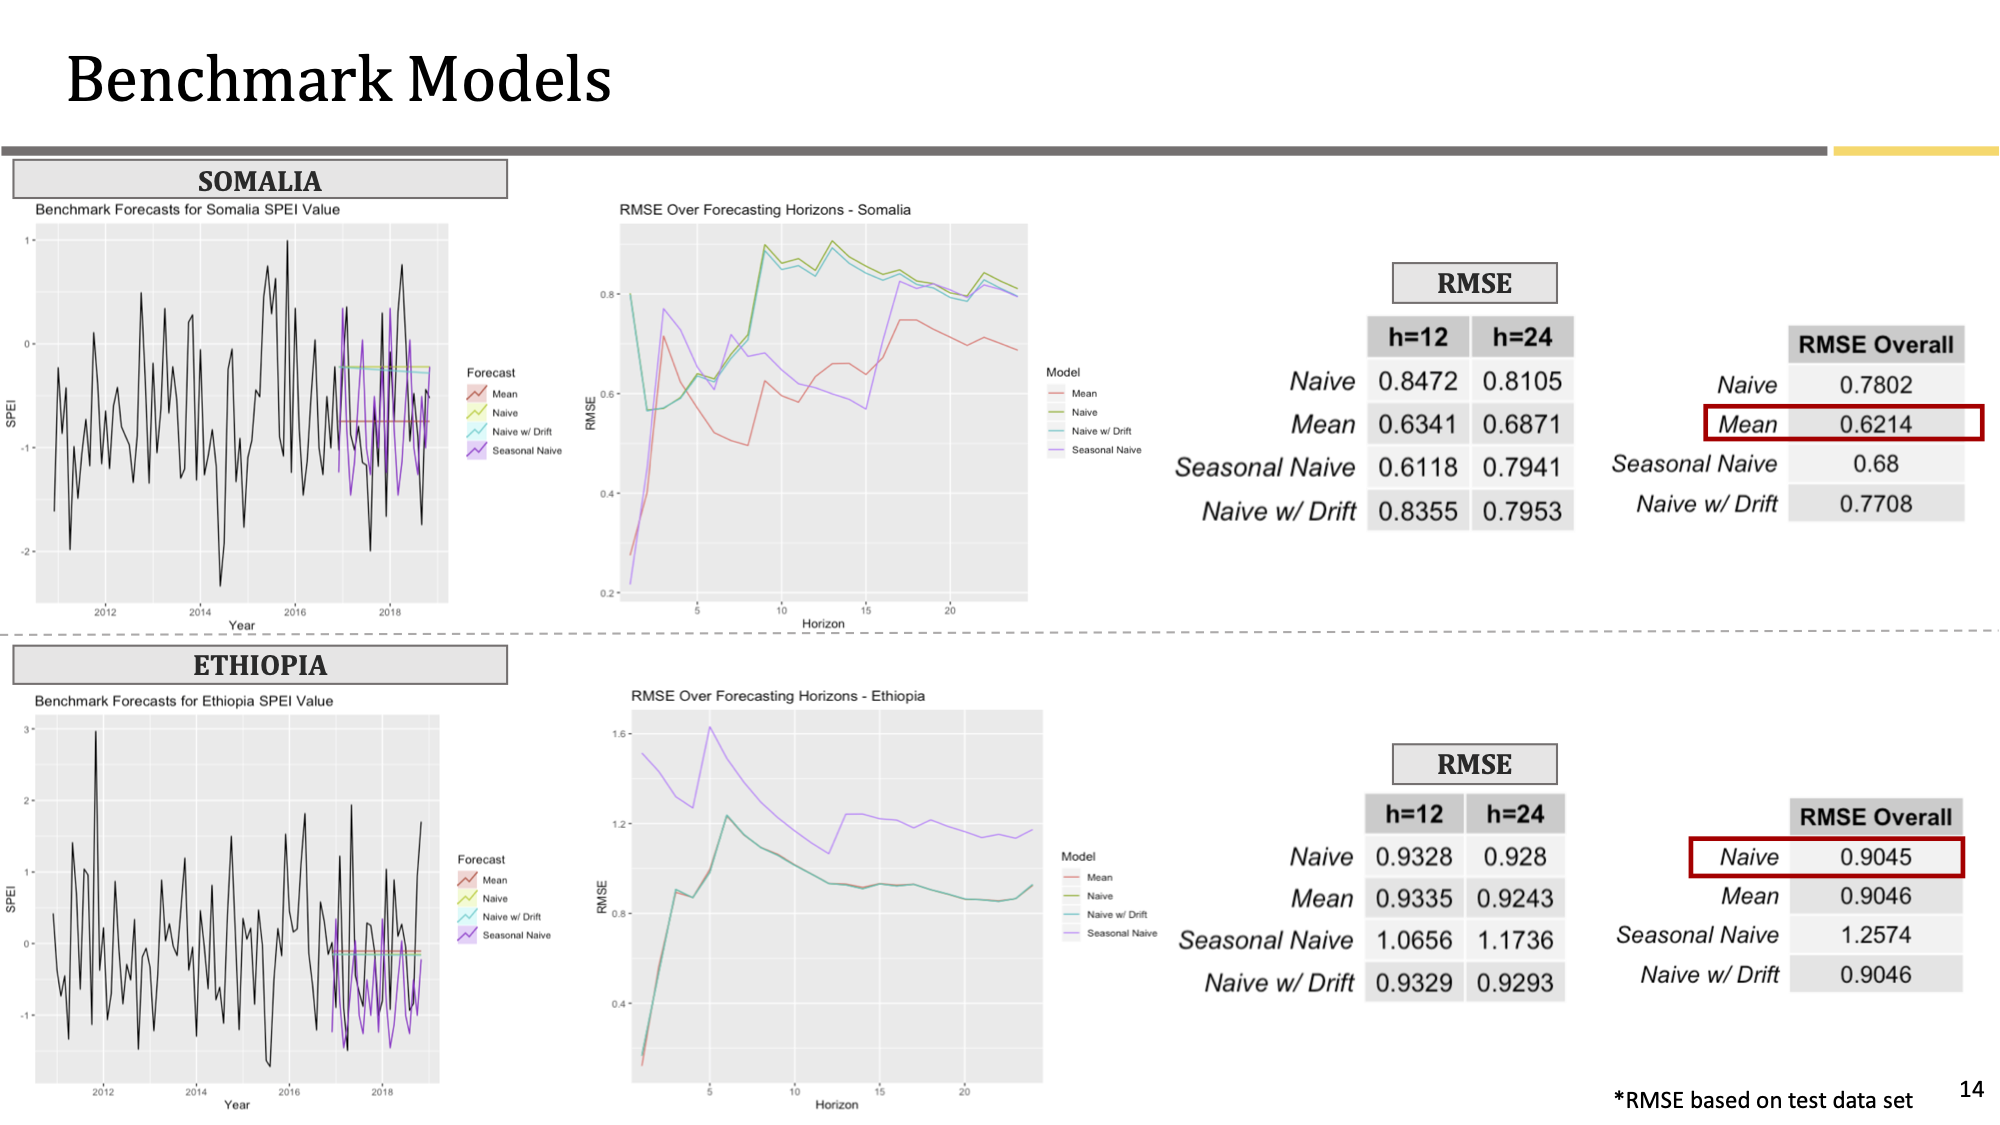 Benchmark Models
SOMALIA
Benchmark Forecasts for Somalia SPEI Value
1
0
-1
-2
SPEI
2012 2014 2016 2018
Year
Forecast
Mean
Naive
Naive w/ Drift
Seasonal Naive
RMSE Over Forecasting Horizons - Somalia
0.8
0.6
0.4
0.2
RMSE
5 10 15 20
Horizon
Model
Mean
Naive
Naive w/ Drift
Seasonal Naive
RMSE
h=12 h=24
Naive 0.8472 0.8105
Mean 0.6341 0.6871
Seasonal Naive 0.6118 0.7941
Naive w/ Drift 0.8355 0.7953
RMSE Overall
Naive 0.7802
Mean 0.6214
Seasonal Naive 0.68
Naive w/ Drift 0.7708
ETHIOPIA
Benchmark Forecasts for Ethiopia SPEI Value
3
2
1
0
-1
SPEI
2012 2014 2016 2018
Year
Forecast
Mean
Naive
Naive w/ Drift
Seasonal Naive
RMSE Over Forecasting Horizons - Ethiopia
1.6
1.2
0.8
0.4
RMSE
5 10 15 20
Horizon
Model
Mean
Naive
Naive w/ Drift
Seasonal Naive
RMSE
h=12 h=24
Naive 0.9328 0.928
Mean 0.9335 0.9243
Seasonal Naive 1.0656 1.1736
Naive w/ Drift 0.9329 0.9293
RMSE Overall
Naive 0.9045
Mean 0.9046
Seasonal Naive 1.2574
Naive w/ Drift 0.9046
*RMSE based on test data set
14